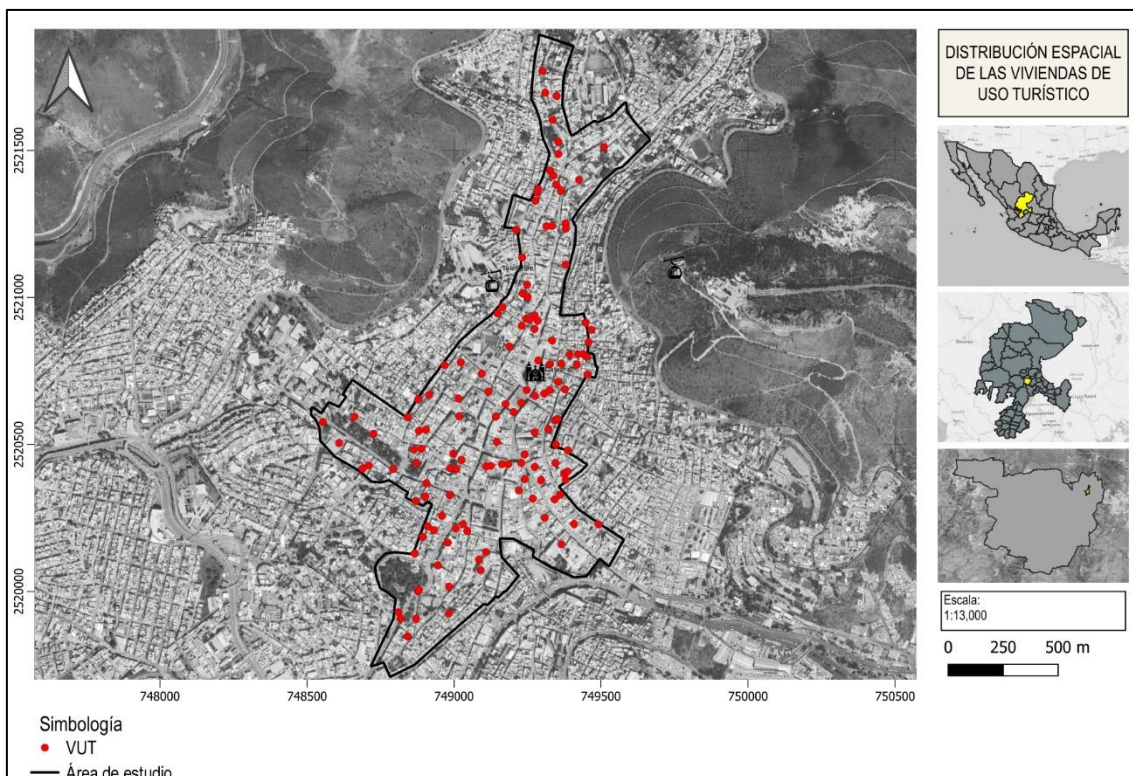 DISTRIBUCIÓN ESPACIAL
DE LAS VIVIENDAS DE
USO TURÍSTICO
2521500
2521000
2520500
2520000
748000
748500
749000
749500
750000
750500
Escala:
1:13,000
0 250 500 m
Simbología
VUT
Área de estudio